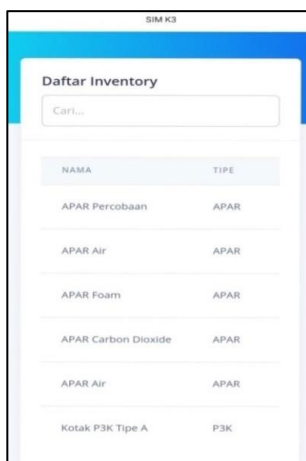 SIM K3
Daftar Inventory
Cari...
NAMA TIPE
APAR Percobaan APAR
APAR Air APAR
APAR Foam APAR
APAR Carbon Dioxide APAR
APAR Air APAR
Kotak P3K Tipe A P3K